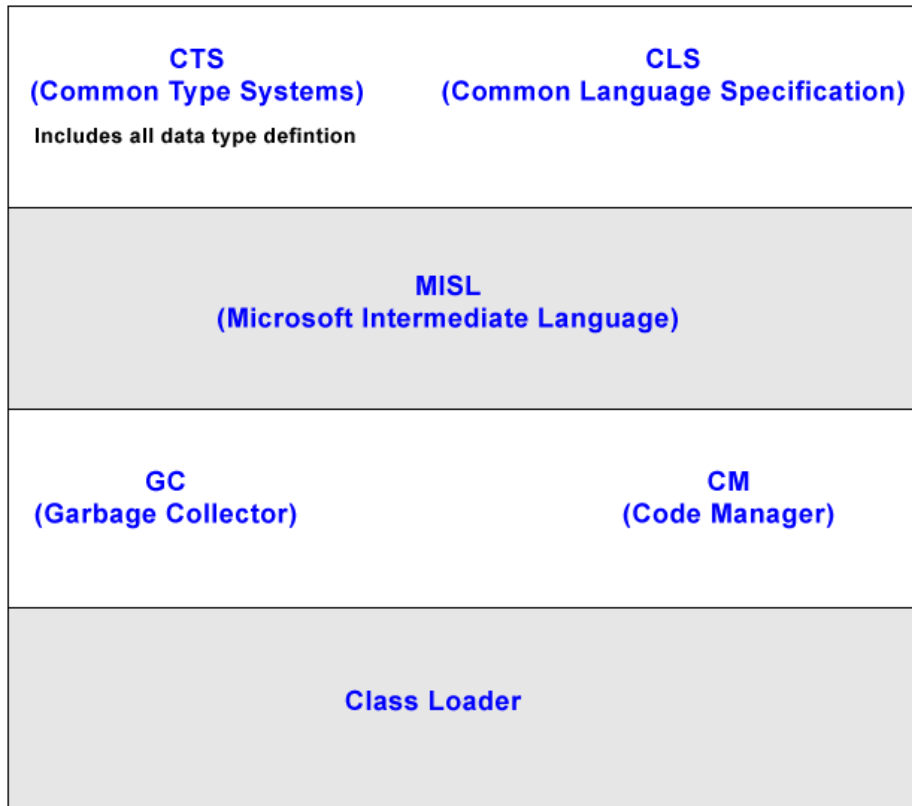 CTS
(Common Type Systems)
Includes all data type defintion
CLS
(Common Language Specification)
MISL
(Microsoft Intermediate Language)
GC
(Garbage Collector)
CM
(Code Manager)
Class Loader